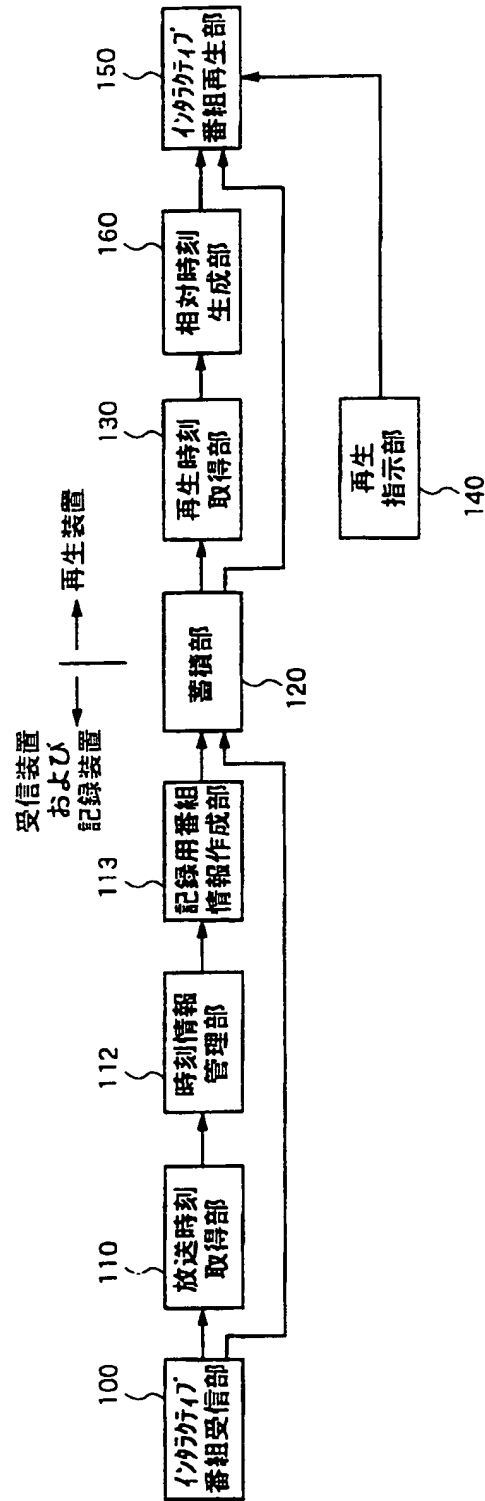 受信装置
および
記録装置
再生装置
100
インタラクティブ
番組受信部
110
放送時刻
取得部
112
時刻情報
管理部
113
記録用番組
情報作成部
蓄積部
120
130
再生時刻
取得部
160
相対時刻
生成部
150
インタラクティブ
番組再生部
再生
指示部
140